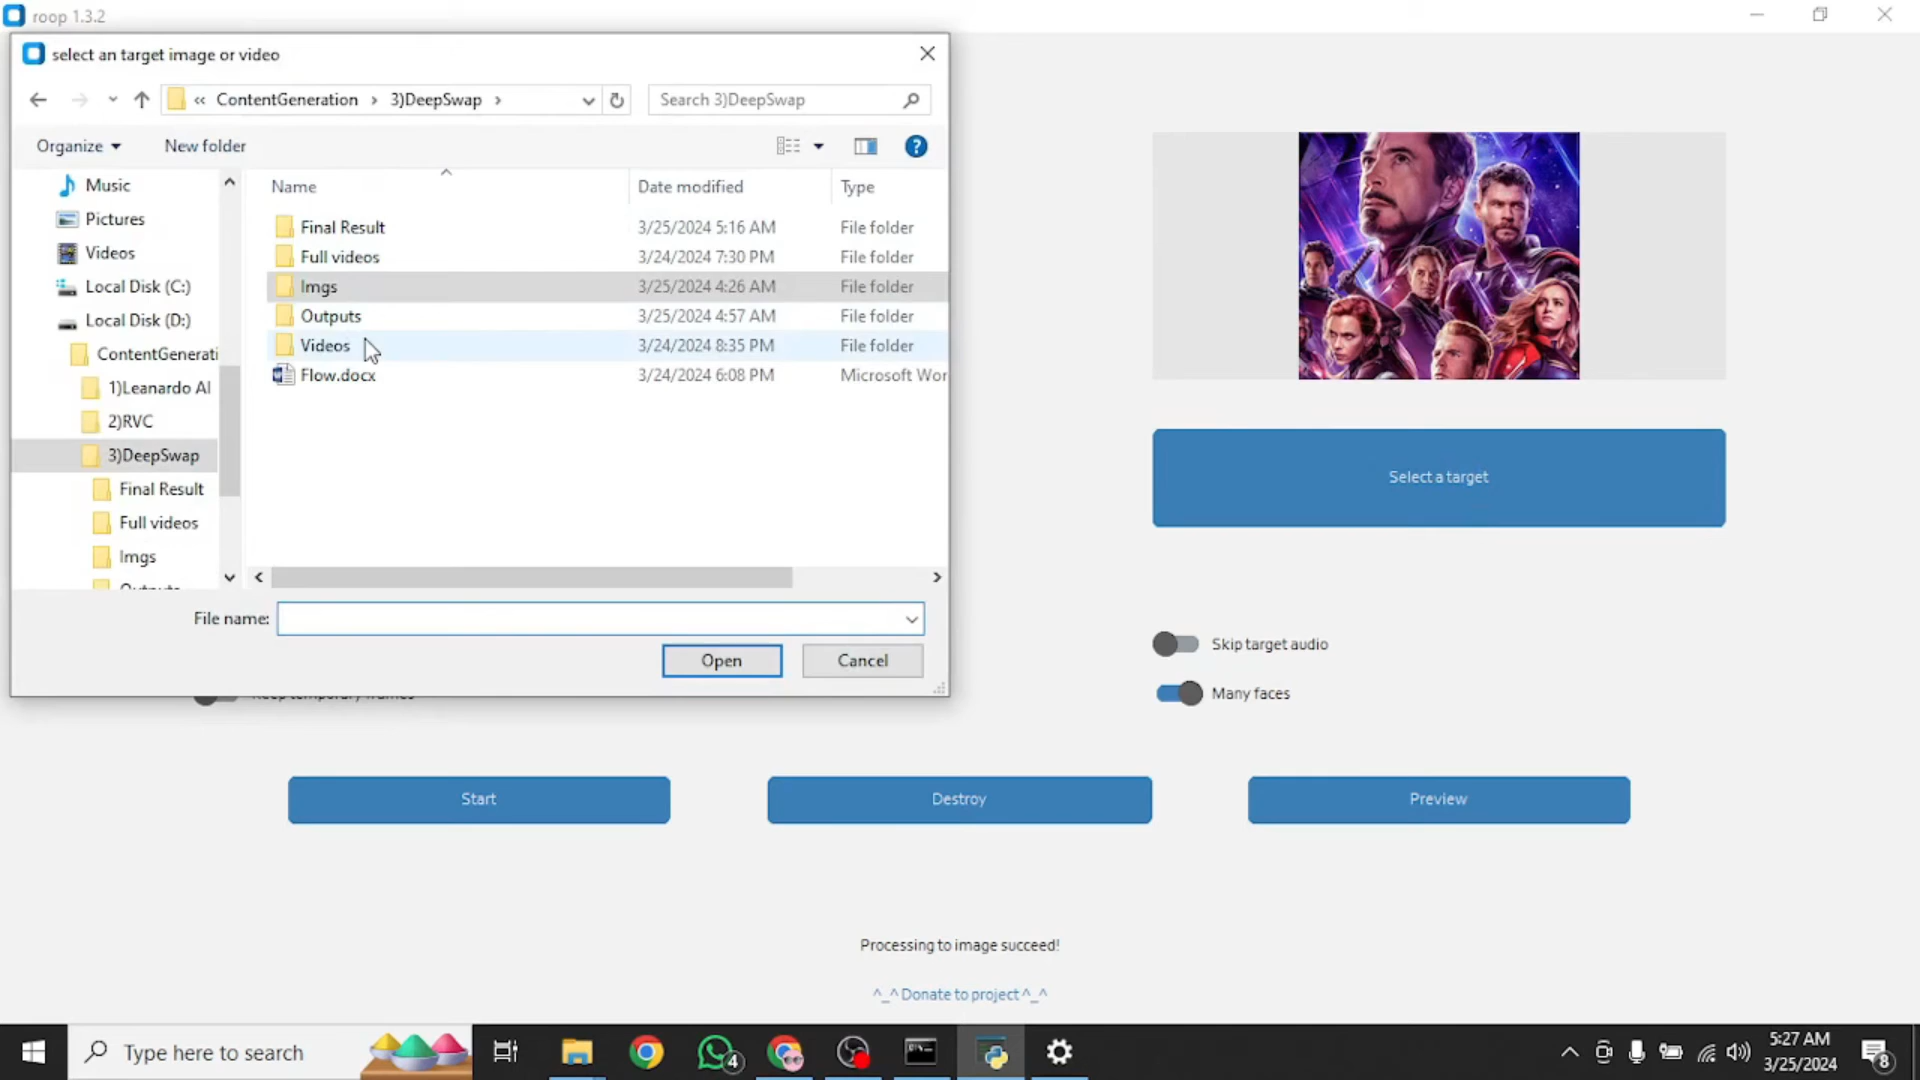 roop 1.3.2
select an target image or video
« ContentGeneration › 3)DeepSwap ›
Search 3)DeepSwap
Organize
New folder
?
Music
Pictures
Videos
Local Disk (C:)
Local Disk (D:)
ContentGenerati
1)Leanardo AI
2)RVC
3)DeepSwap
Final Result
Full videos
Imgs
Outputs
Name Date modified Type
Final Result 3/25/2024 5:16 AM File folder
Full videos 3/24/2024 7:30 PM File folder
Imgs 3/25/2024 4:26 AM File folder
Outputs 3/25/2024 4:57 AM File folder
Videos 3/24/2024 8:35 PM File folder
Flow.docx 3/24/2024 6:08 PM Microsoft Wor
File name:
Open
Cancel
Select a target
Keep temporary frames
Skip target audio
Many faces
Start
Destroy
Preview
Processing to image succeed!
^_^ Donate to project ^_^
Type here to search
4
5:27 AM
3/25/2024
8